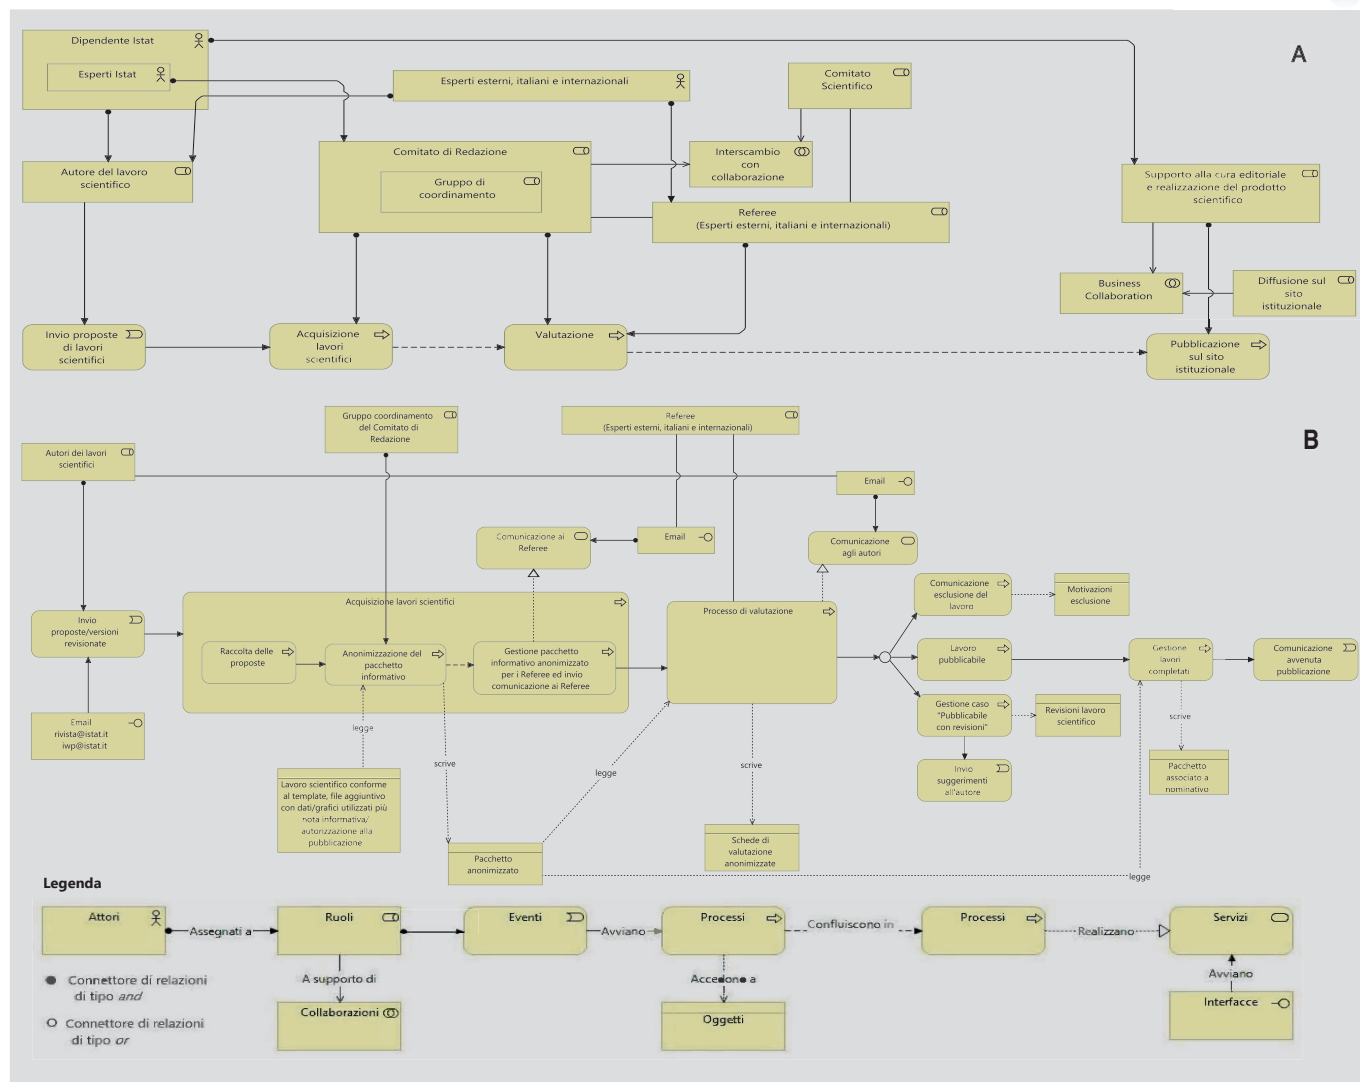 A
Dipendente Istat
Esperti Istat
Esperti esterni, italiani e internazionali
Comitato
Scientifico
Autore del lavoro
scientifico
Comitato di Redazione
Gruppo di
coordinamento
Interscambio
con
collaborazione
Referee
(Esperti esterni, italiani e internazionali)
Supporto alla cura editoriale
e realizzazione del prodotto
scientifico
Business
Collaboration
Diffusione sul
sito
istituzionale
Invio proposte
di lavori
scientifici
Acquisizione
lavori
scientifici
Valutazione
Pubblicazione
sul sito
istituzionale
B
Gruppo coordinamento
del Comitato di
Redazione
Referee
(Esperti esterni, italiani e internazionali)
Autori dei lavori
scientifici
Email
Comunicazione ai
Referee
Email
Comunicazione
agli autori
Invio
proposte/versioni
revisionate
Acquisizione lavori scientifici
Raccolta delle
proposte
Anonimizzazione del
pacchetto
informativo
Gestione pacchetto
informativo anonimizzato
per i Referee ed invio
comunicazione ai Referee
Processo di valutazione
Comunicazione
esclusione del
lavoro
Motivazioni
esclusione
Lavoro
pubblicabile
Gestione
lavori
completati
Comunicazione
avvenuta
pubblicazione
Gestione caso
"Pubblicabile
con revisioni"
Revisioni lavoro
scientifico
Invio
suggerimenti
all'autore
scrive
Pacchetto
associato a
nominativo
Email
rivista@istat.it
iwp@istat.it
legge
scrive
legge
scrive
Lavoro scientifico conforme
al template, file aggiuntivo
con dati/grafici utilizzati più
nota informativa/
autorizzazione alla
pubblicazione
Pacchetto
anonimizzato
Schede di
valutazione
anonimizzate
legge
Legenda
Attori
Assegnati a
Ruoli
Eventi
Avviano
Processi
Confluiscono in
Processi
Realizzano
Servizi
Connettore di relazioni
di tipo and
A supporto di
Accedono a
Avviano
Connettore di relazioni
di tipo or
Collaborazioni
Oggetti
Interfacce